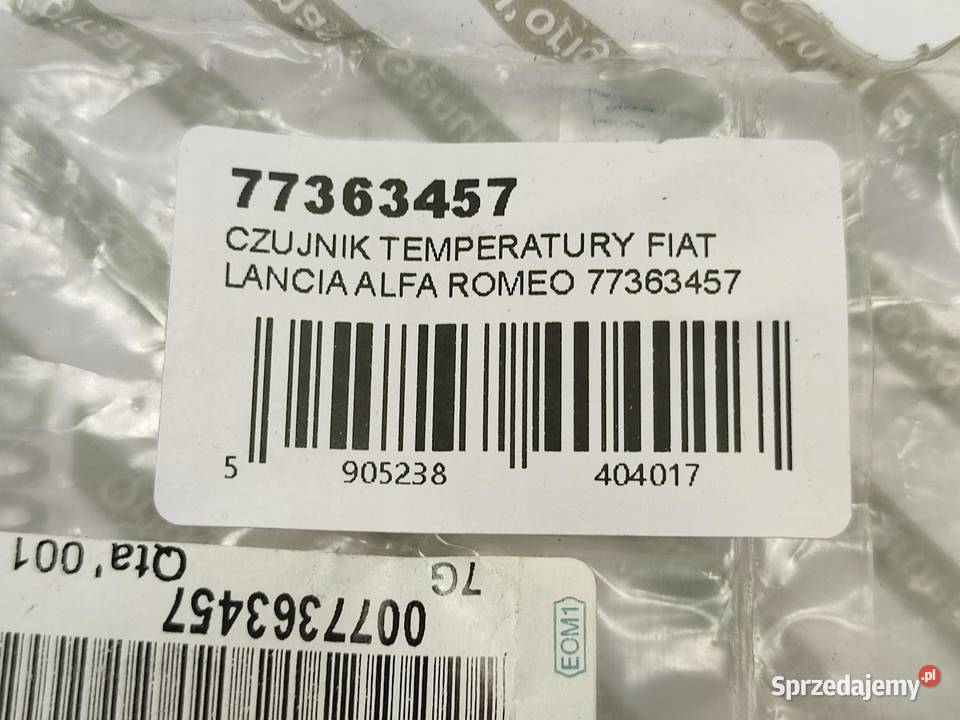 77363457
CZUJNIK TEMPERATURY FIAT
LANCIA ALFA ROMEO 77363457
5 905238 404017
Qta' 001
7G
0077363457
EOM1
Sprzedajemy.pl